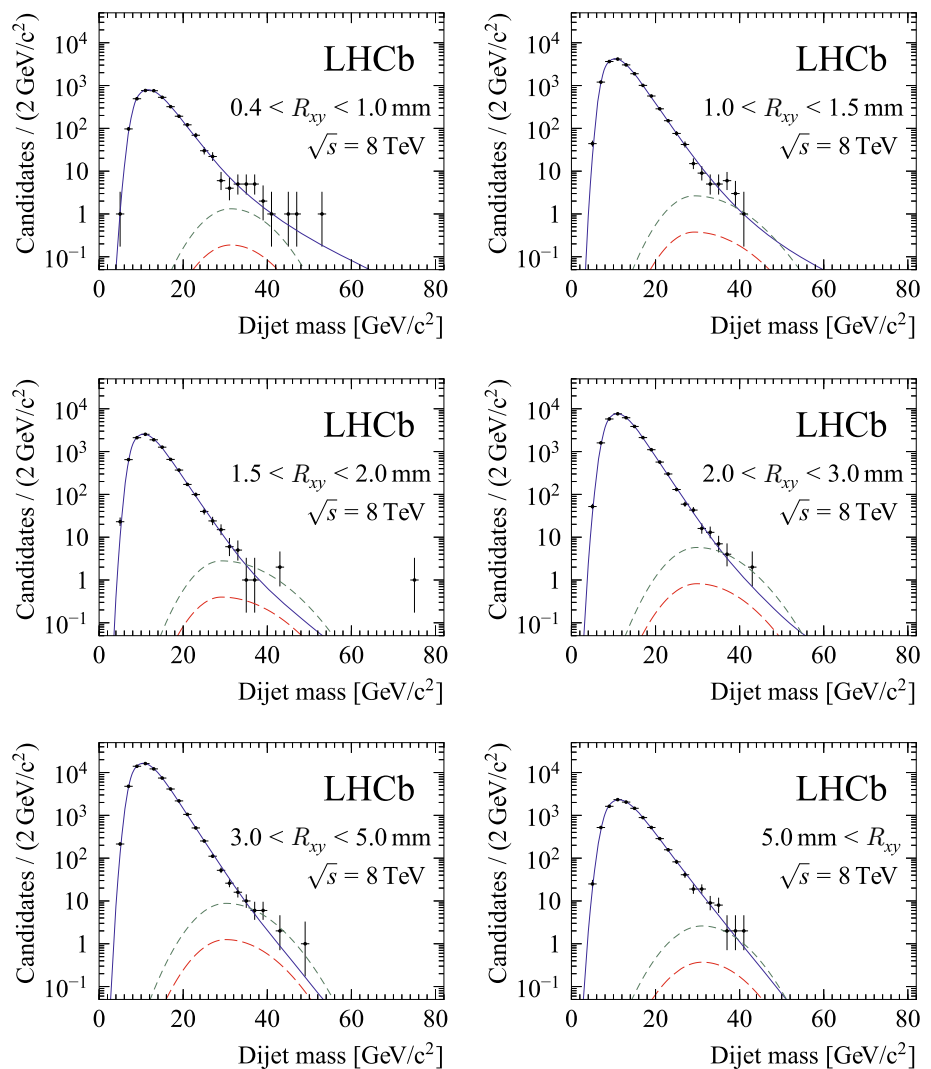 Candidates / (2 GeV/c²)
10⁴
10³
10²
10
1
10⁻¹
LHCb
0.4 < Rxy < 1.0 mm
√s = 8 TeV
0 20 40 60 80
Dijet mass [GeV/c²]
Candidates / (2 GeV/c²)
10⁴
10³
10²
10
1
10⁻¹
LHCb
1.0 < Rxy < 1.5 mm
√s = 8 TeV
0 20 40 60 80
Dijet mass [GeV/c²]
Candidates / (2 GeV/c²)
10⁴
10³
10²
10
1
10⁻¹
LHCb
1.5 < Rxy < 2.0 mm
√s = 8 TeV
0 20 40 60 80
Dijet mass [GeV/c²]
Candidates / (2 GeV/c²)
10⁴
10³
10²
10
1
10⁻¹
LHCb
2.0 < Rxy < 3.0 mm
√s = 8 TeV
0 20 40 60 80
Dijet mass [GeV/c²]
Candidates / (2 GeV/c²)
10⁴
10³
10²
10
1
10⁻¹
LHCb
3.0 < Rxy < 5.0 mm
√s = 8 TeV
0 20 40 60 80
Dijet mass [GeV/c²]
Candidates / (2 GeV/c²)
10⁴
10³
10²
10
1
10⁻¹
LHCb
5.0 mm < Rxy
√s = 8 TeV
0 20 40 60 80
Dijet mass [GeV/c²]